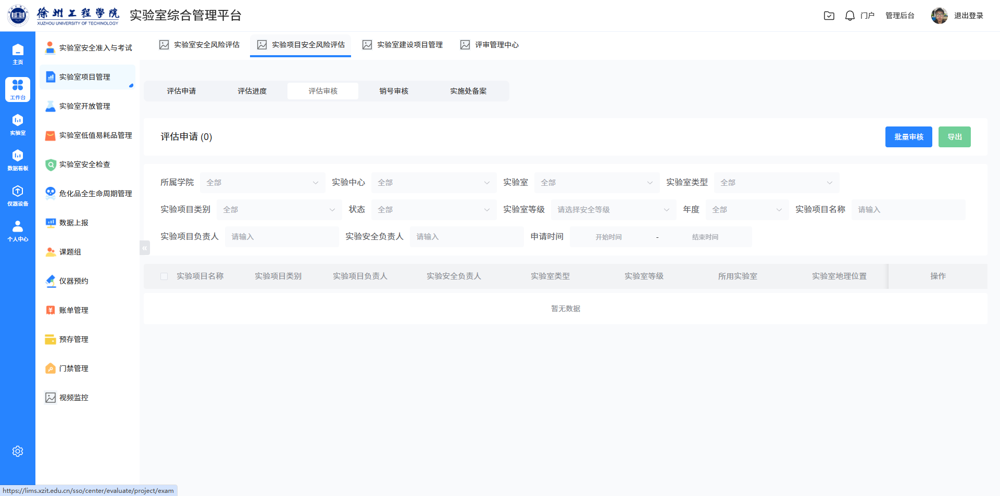 徐州工程學院
XUZHOU UNIVERSITY OF TECHNOLOGY
实验室综合管理平台
门户
管理后台
退出登录
主页
工作台
实验室
数据看板
仪器设备
个人中心
实验室安全准入与考试
实验室项目管理
实验室开放管理
实验室低值易耗品管理
实验室安全检查
危化品全生命周期管理
数据上报
课题组
仪器预约
账单管理
预存管理
门禁管理
视频监控
实验室安全风险评估
实验项目安全风险评估
实验室建设项目管理
评审管理中心
评估申请
评估进度
评估审核
销号审核
实施处备案
评估申请 (0)
批量审核
导出
所属学院 全部
实验中心 全部
实验室 全部
实验室类型 全部
实验项目类别 全部
状态 全部
实验室等级 请选择安全等级
年度 全部
实验项目名称 请输入
实验项目负责人 请输入
实验安全负责人 请输入
申请时间 开始时间 - 结束时间
«
实验项目名称 实验项目类别 实验项目负责人 实验安全负责人 实验室类型 实验室等级 所用实验室 实验室地理位置 操作
暂无数据
https://lims.xzit.edu.cn/sso/center/evaluate/project/exam